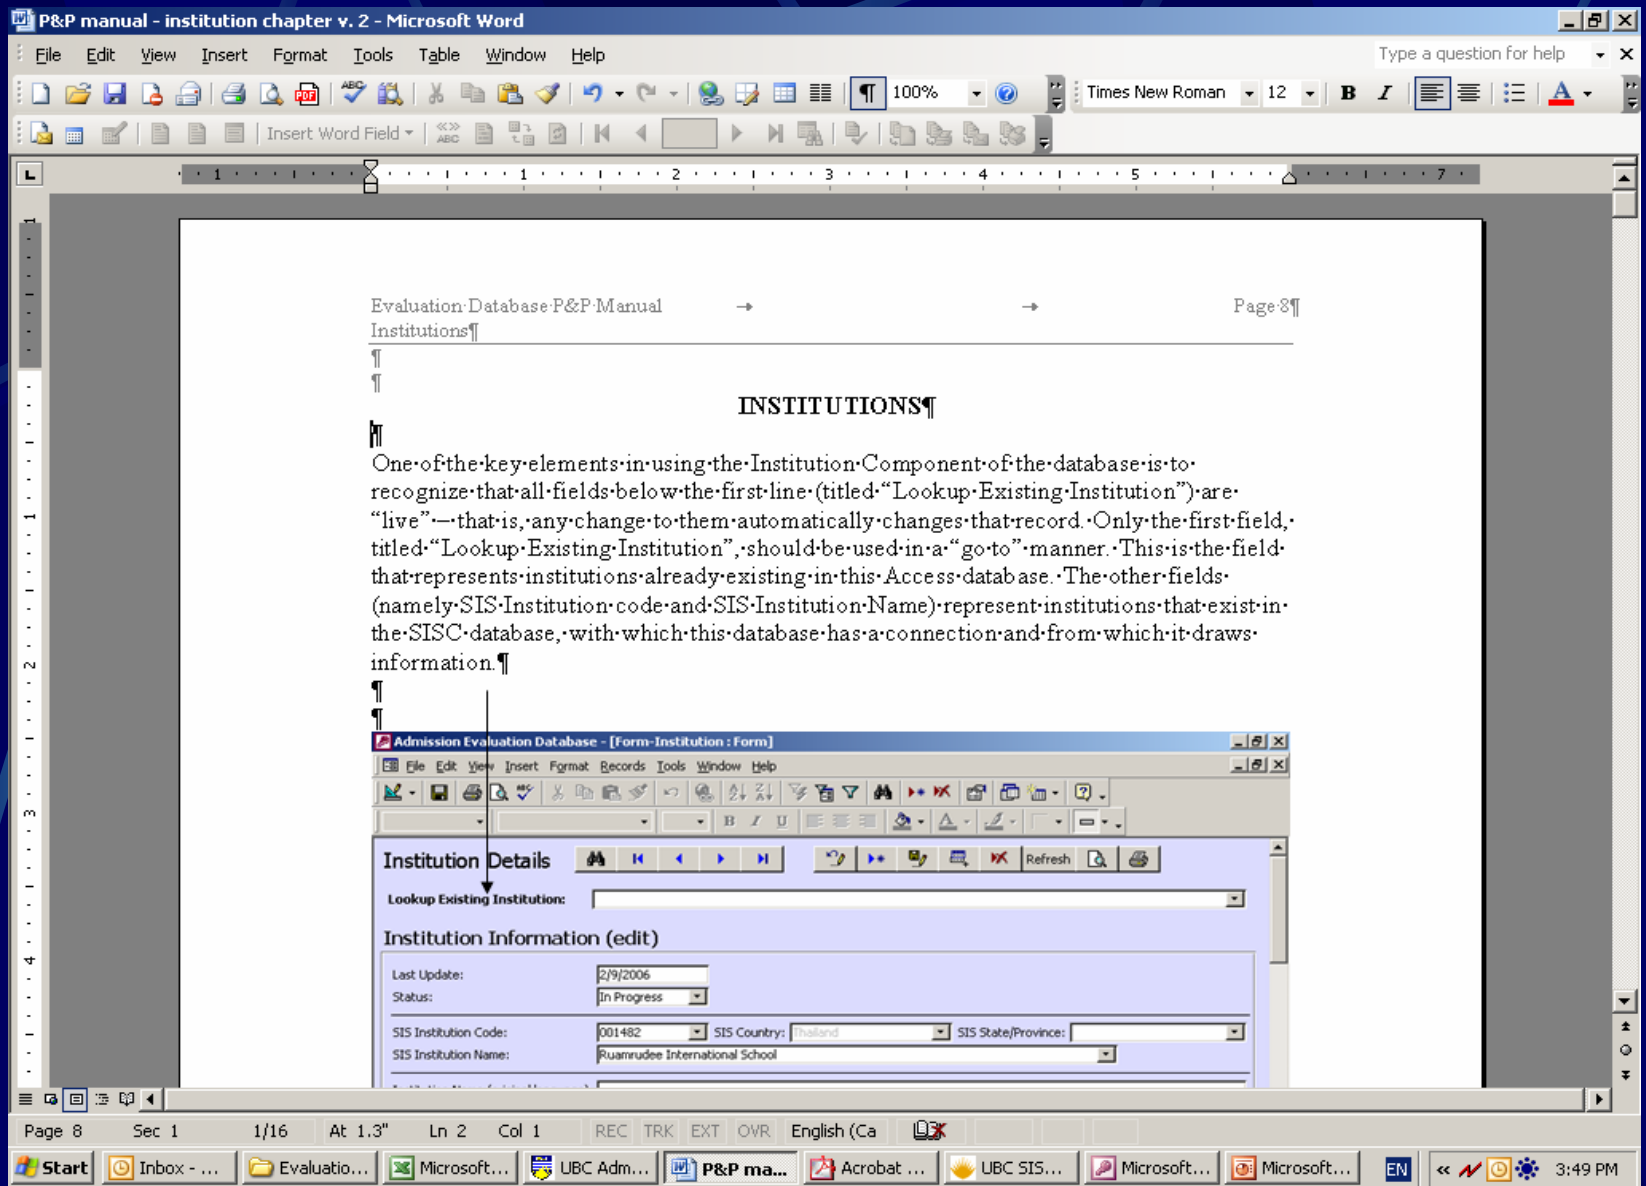 P&P manual - institution chapter v. 2 - Microsoft Word
File Edit View Insert Format Tools Table Window Help Type a question for help
100% Times New Roman 12 B I A
Insert Word Field
1 1 2 3 4 5 7
Evaluation Database P&P Manual Page 8¶
Institutions¶
¶
¶
INSTITUTIONS¶
¶
One of the key elements in using the Institution Component of the database is to
recognize that all fields below the first line (titled “Lookup Existing Institution”) are
“live” – that is, any change to them automatically changes that record. Only the first field,
titled “Lookup Existing Institution”, should be used in a “go to” manner. This is the field
that represents institutions already existing in this Access database. The other fields
(namely SIS Institution code and SIS Institution Name) represent institutions that exist in
the SISC database, with which this database has a connection and from which it draws
information.¶
¶
¶
Admission Evaluation Database - [Form-Institution : Form]
File Edit View Insert Format Records Tools Window Help
B I U
Institution Details Refresh
Lookup Existing Institution:
Institution Information (edit)
Last Update: 2/9/2006
Status: In Progress
SIS Institution Code: 001482 SIS Country: Thailand SIS State/Province:
SIS Institution Name: Ruamrudee International School
Page 8 Sec 1 1/16 At 1.3" Ln 2 Col 1 REC TRK EXT OVR English (Ca
Start Inbox - ... Evaluatio... Microsoft... UBC Adm... P&P ma... Acrobat ... UBC SIS... Microsoft... Microsoft... EN « 3:49 PM